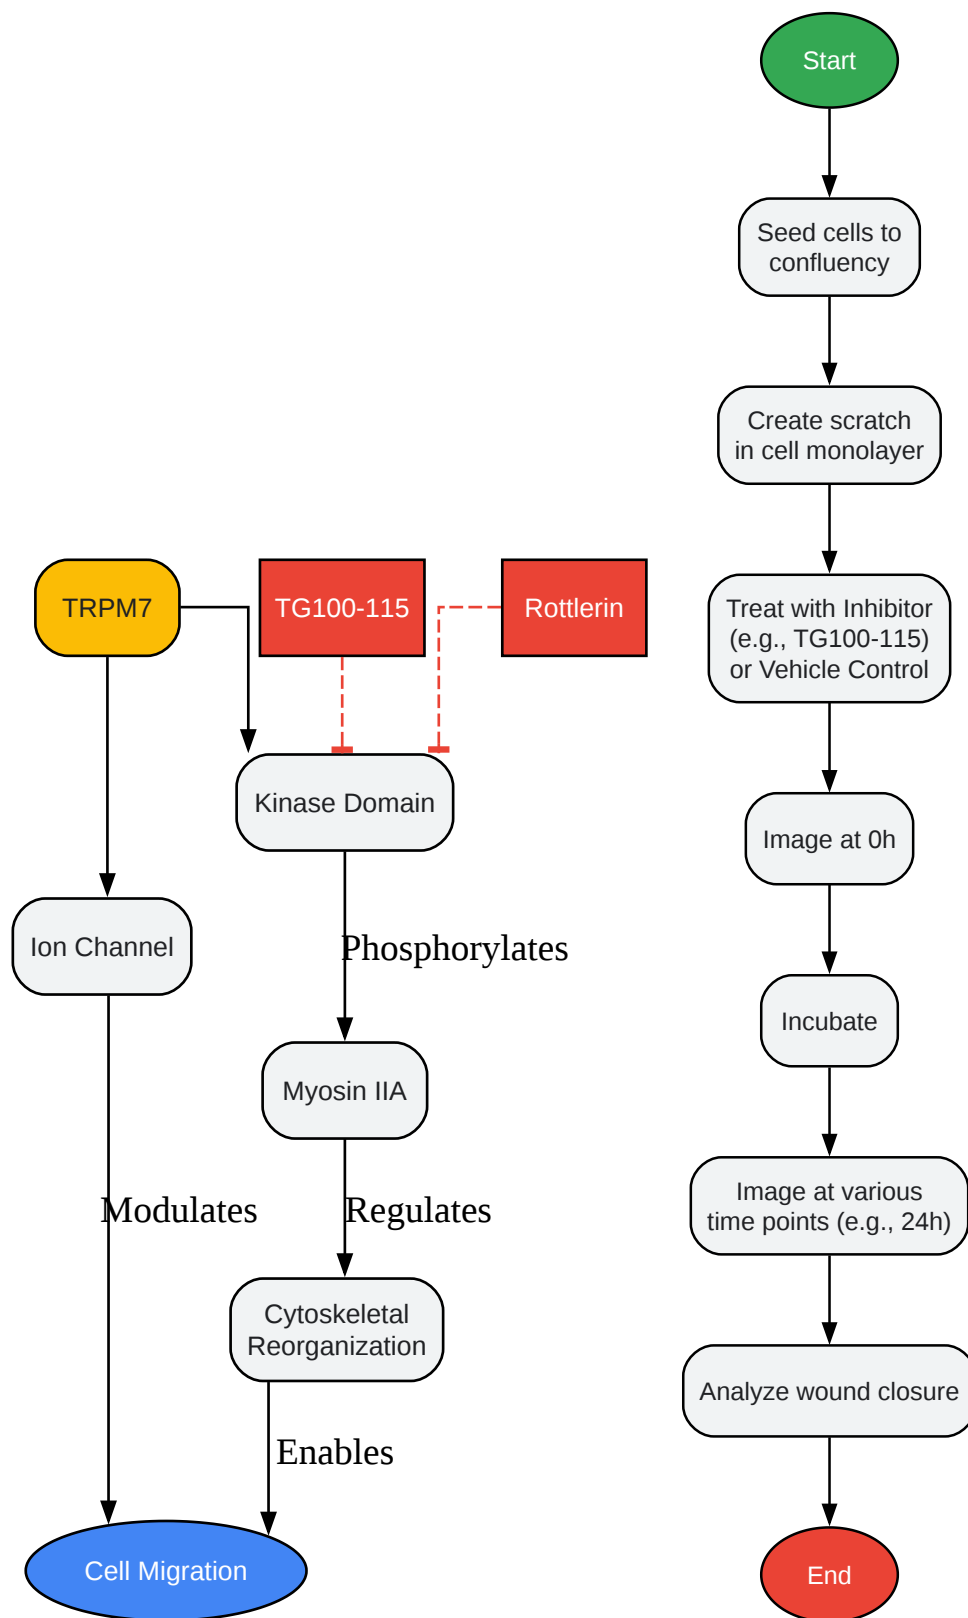 TRPM7
TG100-115
Rottlerin
Kinase Domain
Ion Channel
Phosphorylates
Myosin IIA
Modulates
Regulates
Cytoskeletal
Reorganization
Enables
Cell Migration
Start
Seed cells to
confluency
Create scratch
in cell monolayer
Treat with Inhibitor
(e.g., TG100-115)
or Vehicle Control
Image at 0h
Incubate
Image at various
time points (e.g., 24h)
Analyze wound closure
End